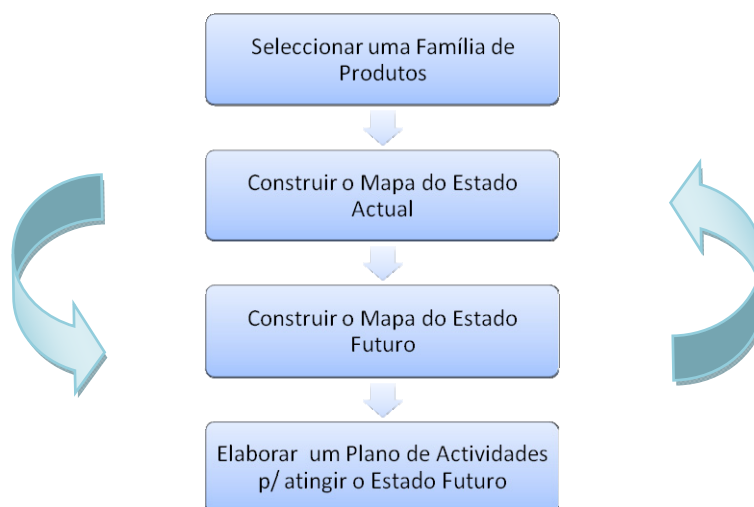 Seleccionar uma Família de
Produtos
Construir o Mapa do Estado
Actual
Construir o Mapa do Estado
Futuro
Elaborar  um Plano de Actividades
p/ atingir o Estado Futuro